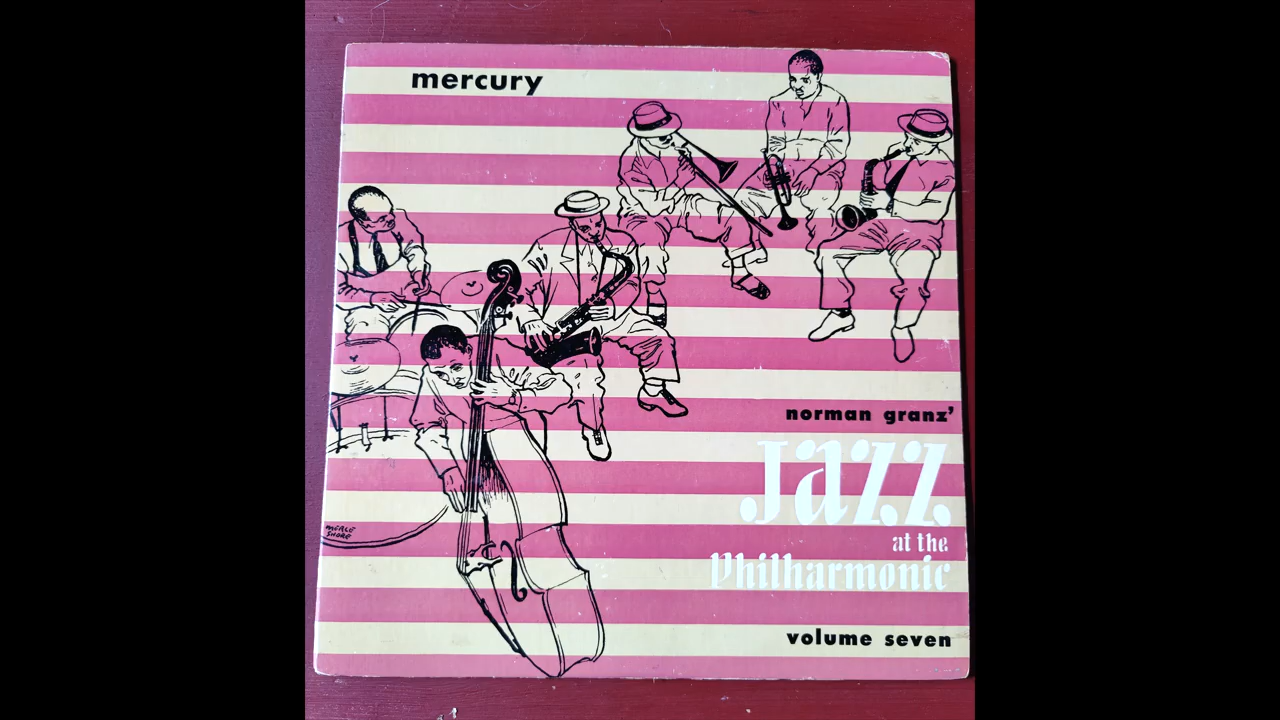 mercury
norman granz'
Jazz
at the
Philharmonic
volume seven
MERLE
SHORE